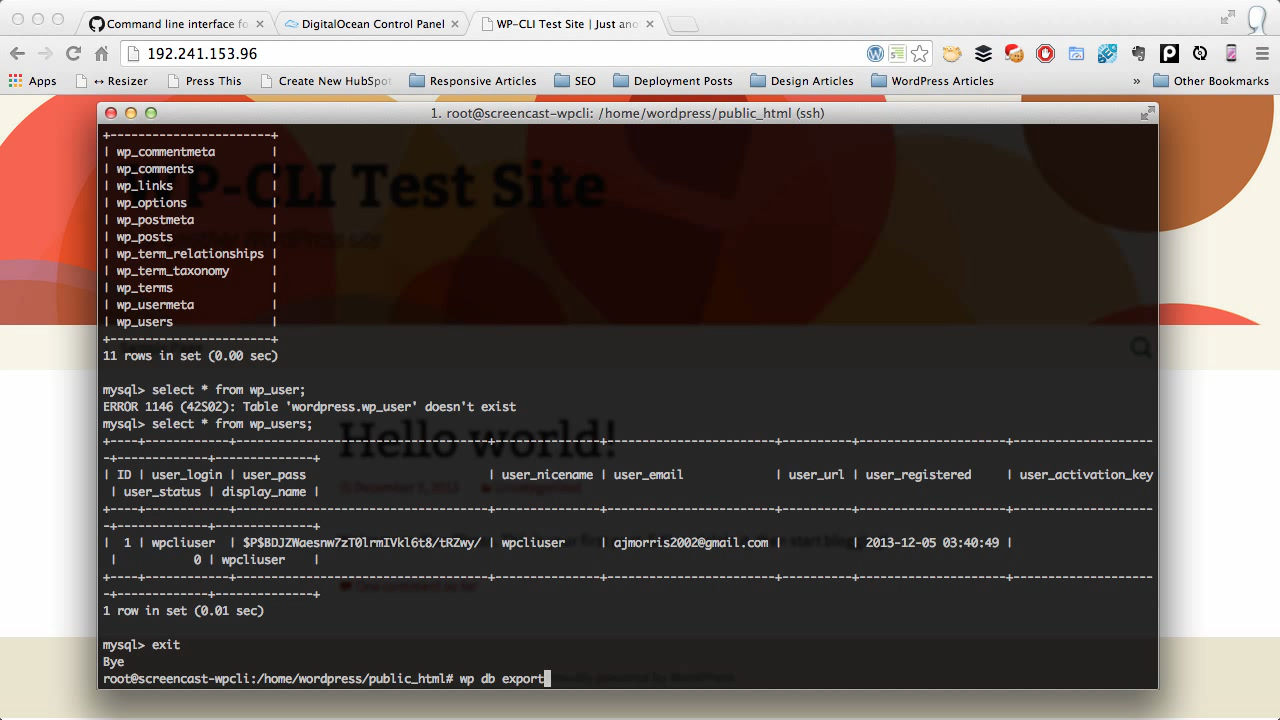 Command line interface fo
DigitalOcean Control Panel
WP-CLI Test Site | Just an
192.241.153.96
Apps
↔ Resizer
Press This
Create New HubSpot
Responsive Articles
SEO
Deployment Posts
Design Articles
WordPress Articles
»
Other Bookmarks
1. root@screencast-wpcli: /home/wordpress/public_html (ssh)
WP-CLI Test Site
+-----------------------+
| wp_commentmeta |
| wp_comments |
| wp_links |
| wp_options |
| wp_postmeta |
| wp_posts |
| wp_term_relationships |
| wp_term_taxonomy |
| wp_terms |
| wp_usermeta |
| wp_users |
+-----------------------+
11 rows in set (0.00 sec)
mysql> select * from wp_user;
ERROR 1146 (42S02): Table 'wordpress.wp_user' doesn't exist
mysql> select * from wp_users;
Hello world!
| ID | user_login | user_pass | user_nicename | user_email | user_url | user_registered | user_activation_key
| user_status | display_name |
| 1 | wpcliuser | $P$BDJZWaesnw7zT0lrmIVkl6t8/tRZwy/ | wpcliuser | ajmorris2002@gmail.com | | 2013-12-05 03:40:49 |
| 0 | wpcliuser |
1 row in set (0.01 sec)
mysql> exit
Bye
root@screencast-wpcli:/home/wordpress/public_html# wp db export